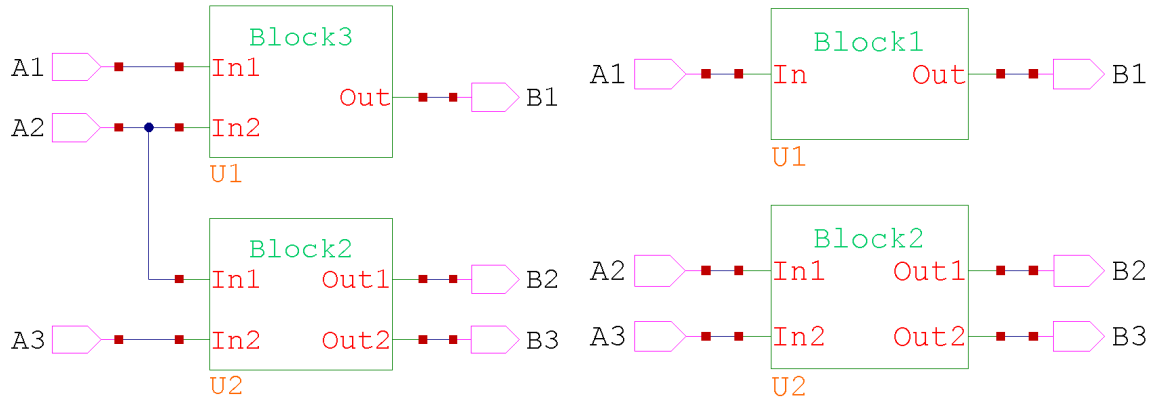 Block3
A1 In1
Out B1
A2 In2
U1
Block2
In1 Out1 B2
A3 In2 Out2 B3
U2
Block1
A1 In Out B1
U1
Block2
A2 In1 Out1 B2
A3 In2 Out2 B3
U2